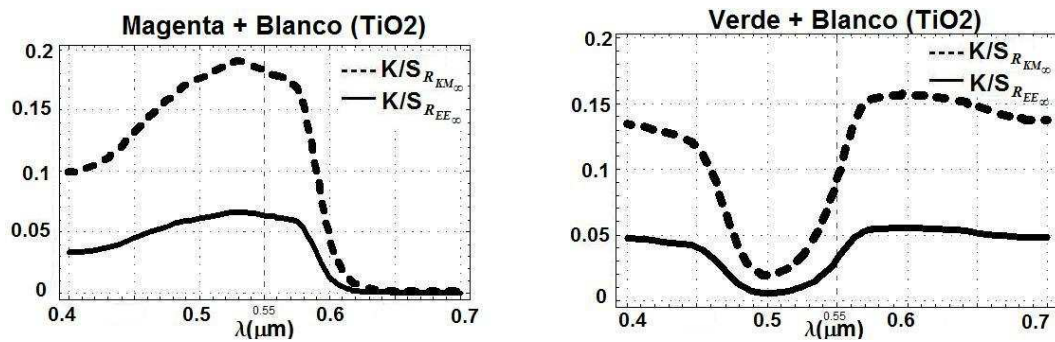 Magenta + Blanco (TiO2)
0.2
0.15
0.1
0.05
0
K/S R KM∞
K/S R EE∞
0.4
0.5
0.55
0.6
0.7
λ(μm)
Verde + Blanco (TiO2)
0.2
0.15
0.1
0.05
0
K/S R KM∞
K/S R EE∞
0.4
0.5
0.55
0.6
0.7
λ(μm)